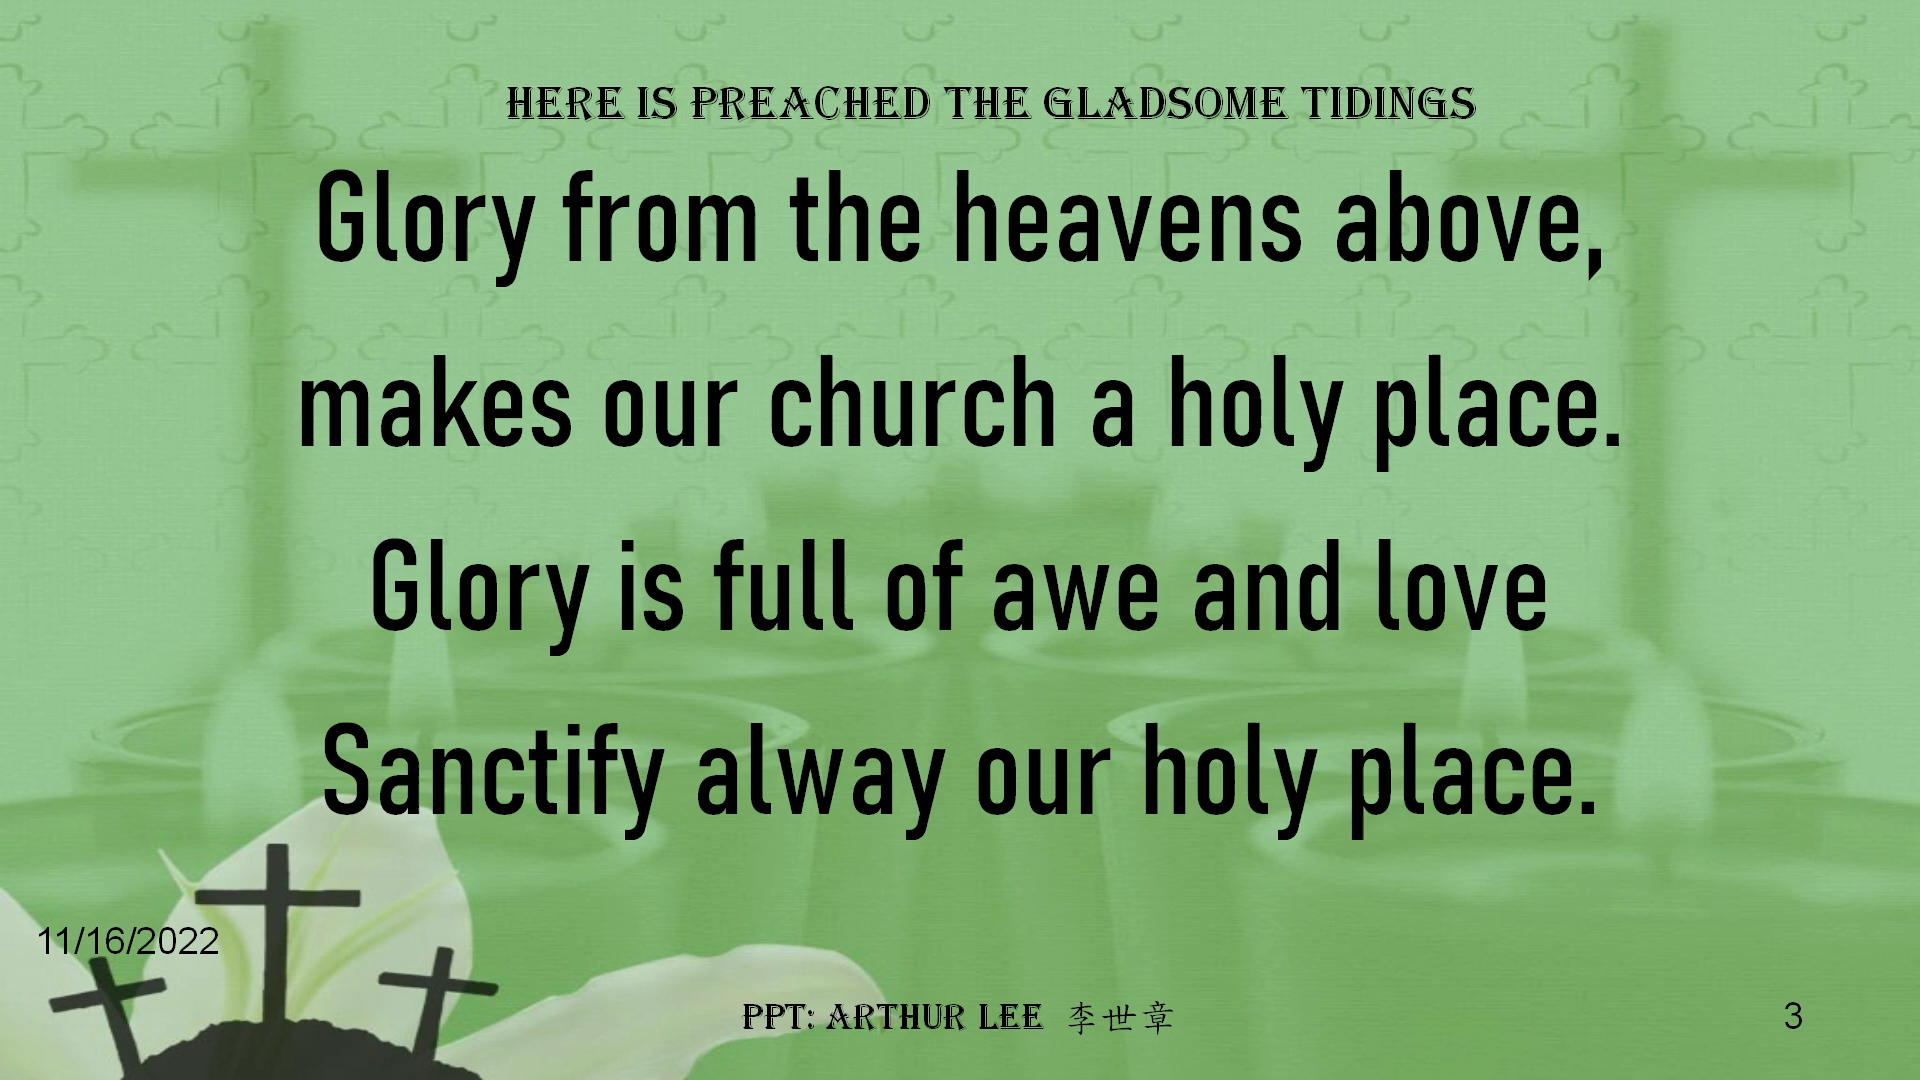 HERE IS PREACHED THE GLADSOME TIDINGS
Glory from the heavens above,
makes our church a holy place.
Glory is full of awe and love
Sanctify alway our holy place.
11/16/2022
PPT: ARTHUR LEE 李世章
3